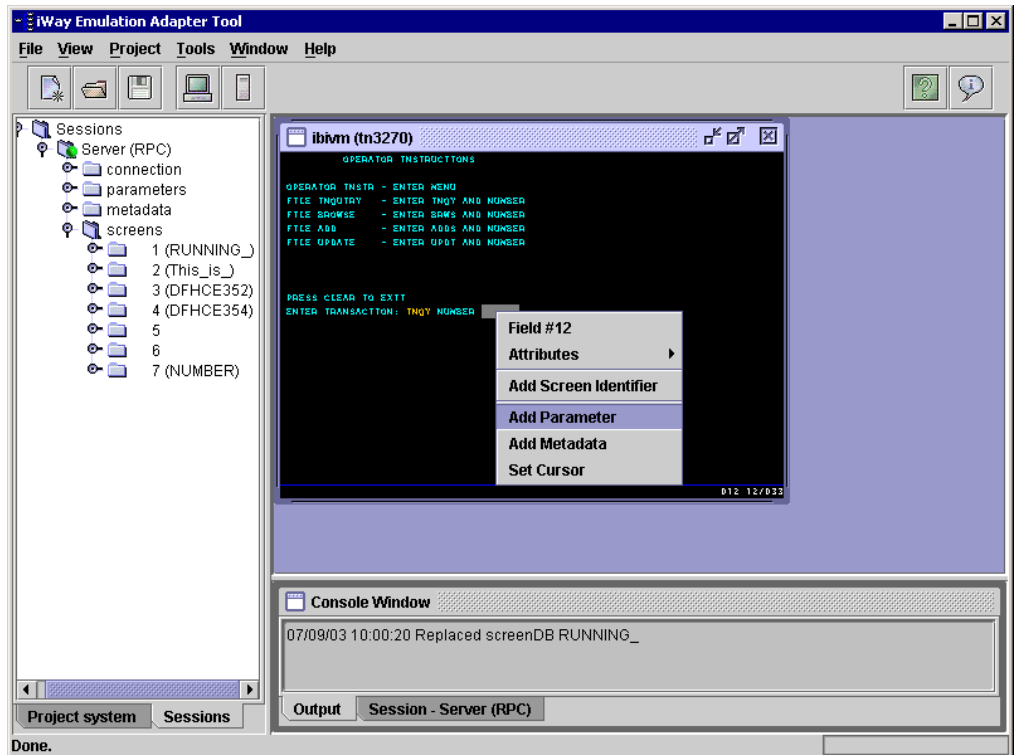 iWay Emulation Adapter Tool
File View Project Tools Window Help
Sessions
Server (RPC)
connection
parameters
metadata
screens
1 (RUNNING_)
2 (This_is_)
3 (DFHCE352)
4 (DFHCE354)
5
6
7 (NUMBER)
ibivm (tn3270)
OPERATOR INSTRUCTIONS
OPERATOR INSTR - ENTER MENU
FILE INQUIRY - ENTER INQY AND NUMBER
FILE BROWSE - ENTER BRWS AND NUMBER
FILE ADD - ENTER ADDS AND NUMBER
FILE UPDATE - ENTER UPDT AND NUMBER
PRESS CLEAR TO EXIT
ENTER TRANSACTION: INQY NUMBER
Field #12
Attributes
Add Screen Identifier
Add Parameter
Add Metadata
Set Cursor
012 12/033
Console Window
07/09/03 10:00:20 Replaced screenDB RUNNING_
Output Session - Server (RPC)
Project system Sessions
Done.